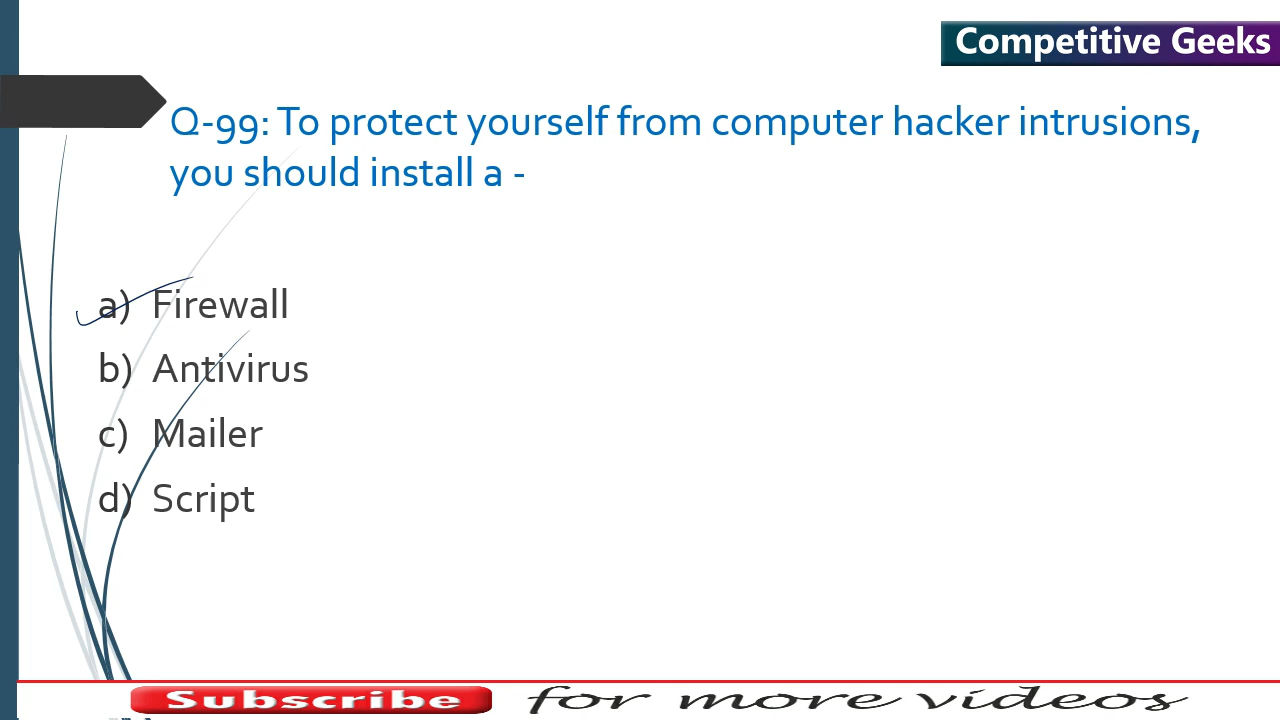 Competitive Geeks
Q-99: To protect yourself from computer hacker intrusions,
you should install a -
a) Firewall
b) Antivirus
c) Mailer
d) Script
Subscribe for more videos